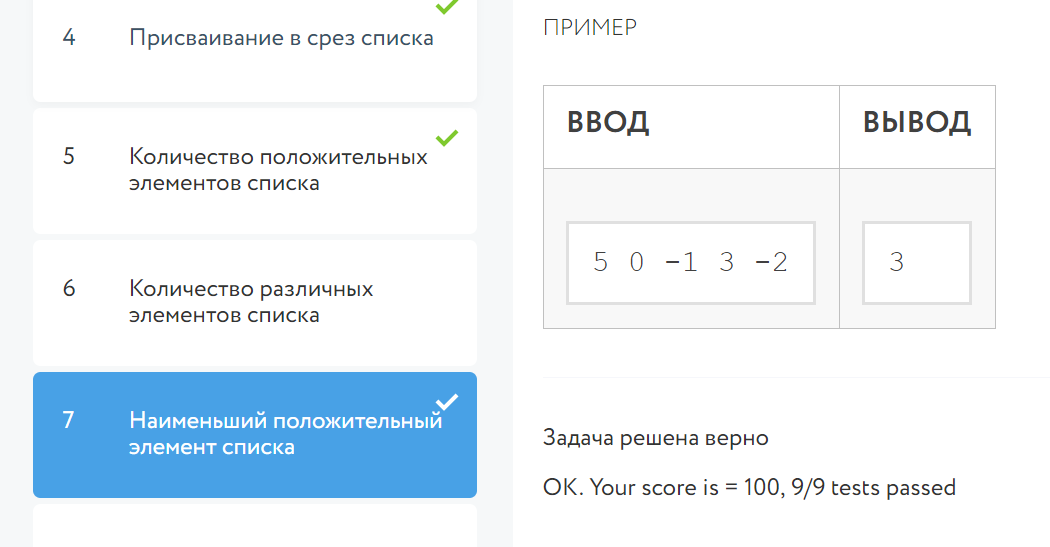 4 Присваивание в срез списка
5 Количество положительных
элементов списка
6 Количество различных
элементов списка
7 Наименьший положительный
элемент списка
ПРИМЕР
ВВОД ВЫВОД
5 0 -1 3 -2 3
Задача решена верно
OK. Your score is = 100, 9/9 tests passed